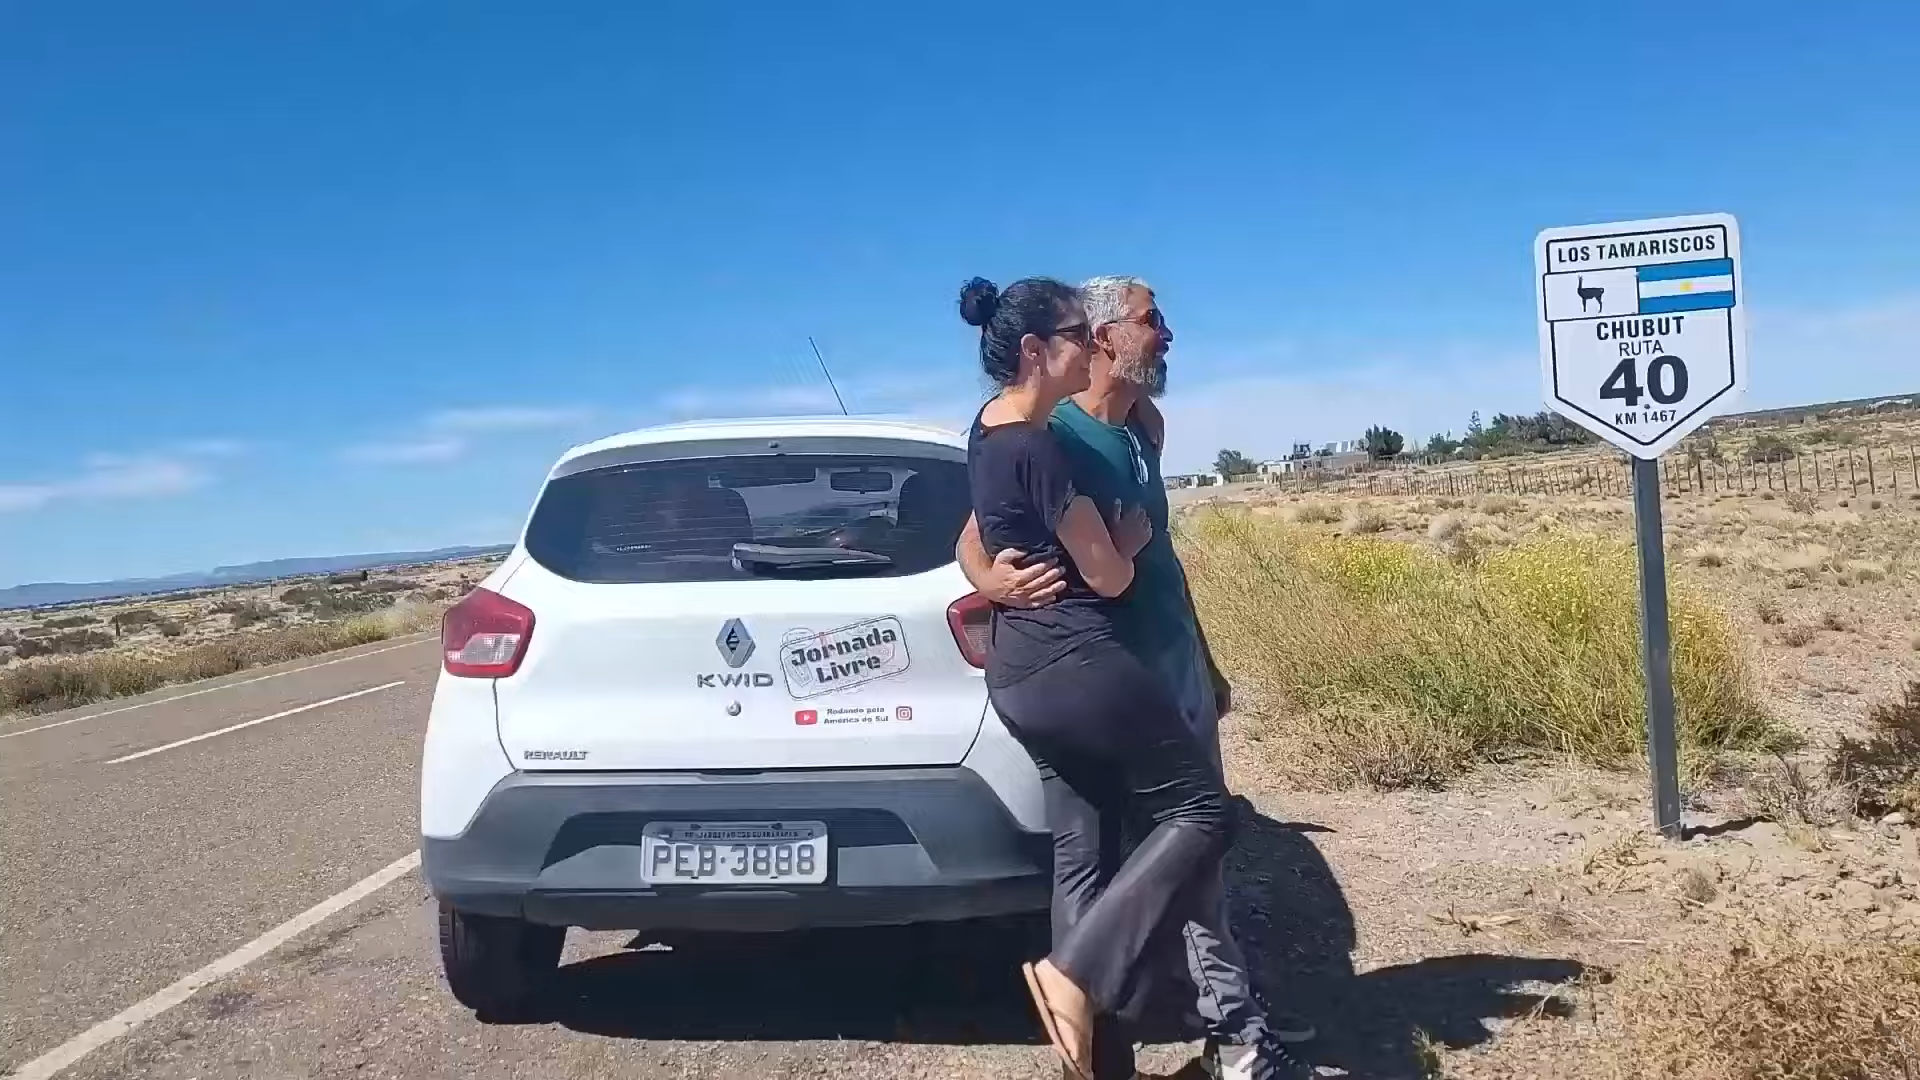 LOS TAMARISCOS
CHUBUT
RUTA
40
KM 1467
KWID
Jornada
Livre
Rodando pela
América do Sul
RENAULT
PEB·3888